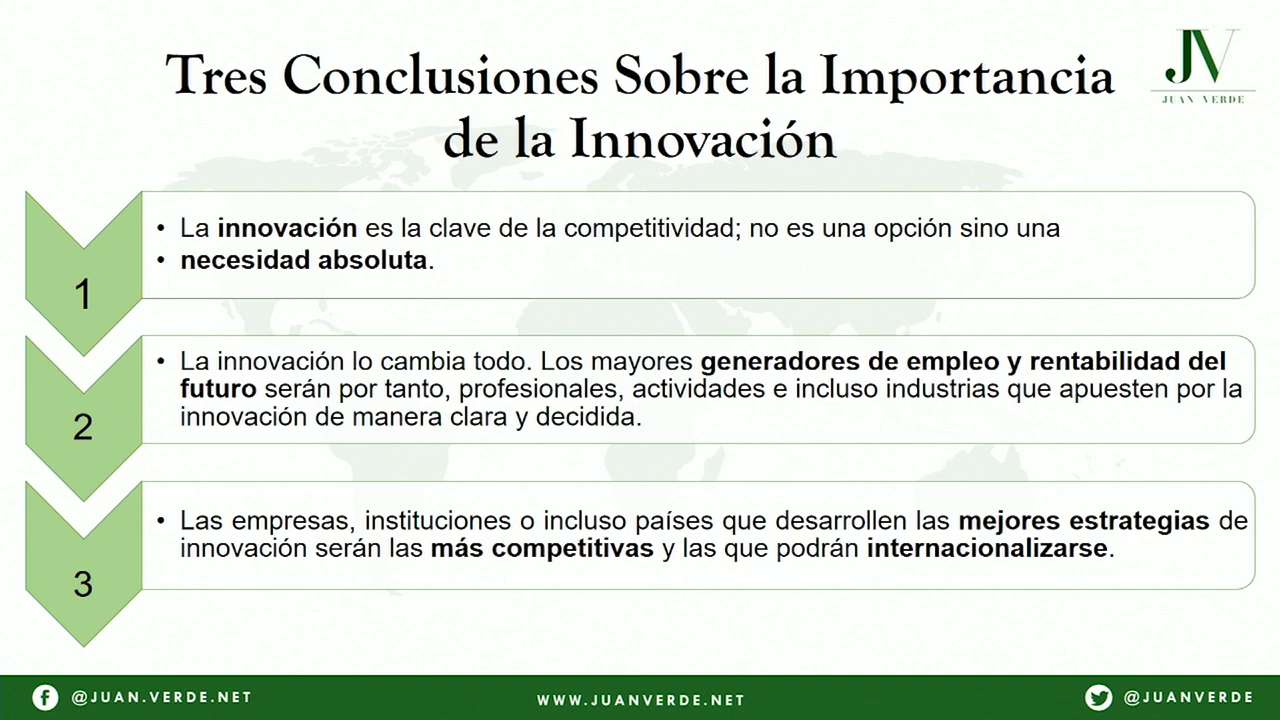 Tres Conclusiones Sobre la Importancia
de la Innovación
JV
JUAN VERDE
1
• La innovación es la clave de la competitividad; no es una opción sino una
• necesidad absoluta.
2
• La innovación lo cambia todo. Los mayores generadores de empleo y rentabilidad del
futuro serán por tanto, profesionales, actividades e incluso industrias que apuesten por la
innovación de manera clara y decidida.
3
• Las empresas, instituciones o incluso países que desarrollen las mejores estrategias de
innovación serán las más competitivas y las que podrán internacionalizarse.
@JUAN.VERDE.NET
WWW.JUANVERDE.NET
@JUANVERDE